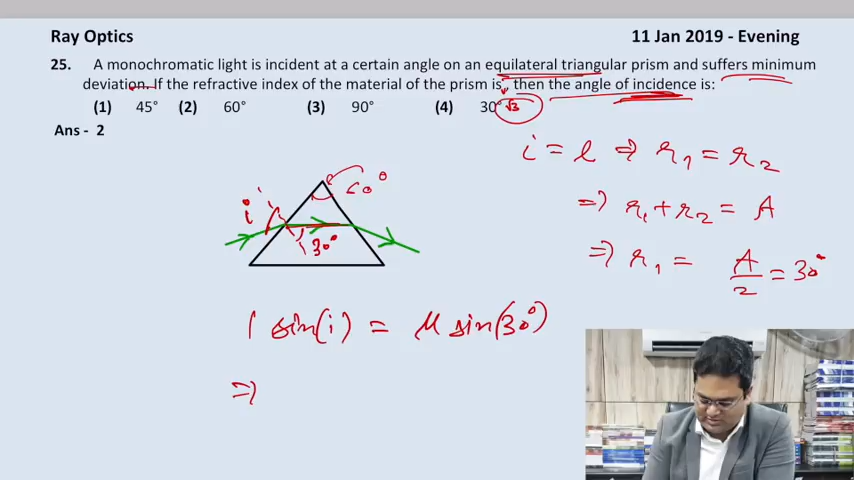 Ray Optics 11 Jan 2019 - Evening
25. A monochromatic light is incident at a certain angle on an equilateral triangular prism and suffers minimum
deviation. If the refractive index of the material of the prism is , then the angle of incidence is:
(1) 45° (2) 60° (3) 90° (4) 30° √3
Ans - 2
i = e ⇒ r₁ = r₂
60°
⇒ r₁ + r₂ = A
i
30°
⇒ r₁ = A/2 = 30°
1 sin(i) = μ sin(30°)
⇒